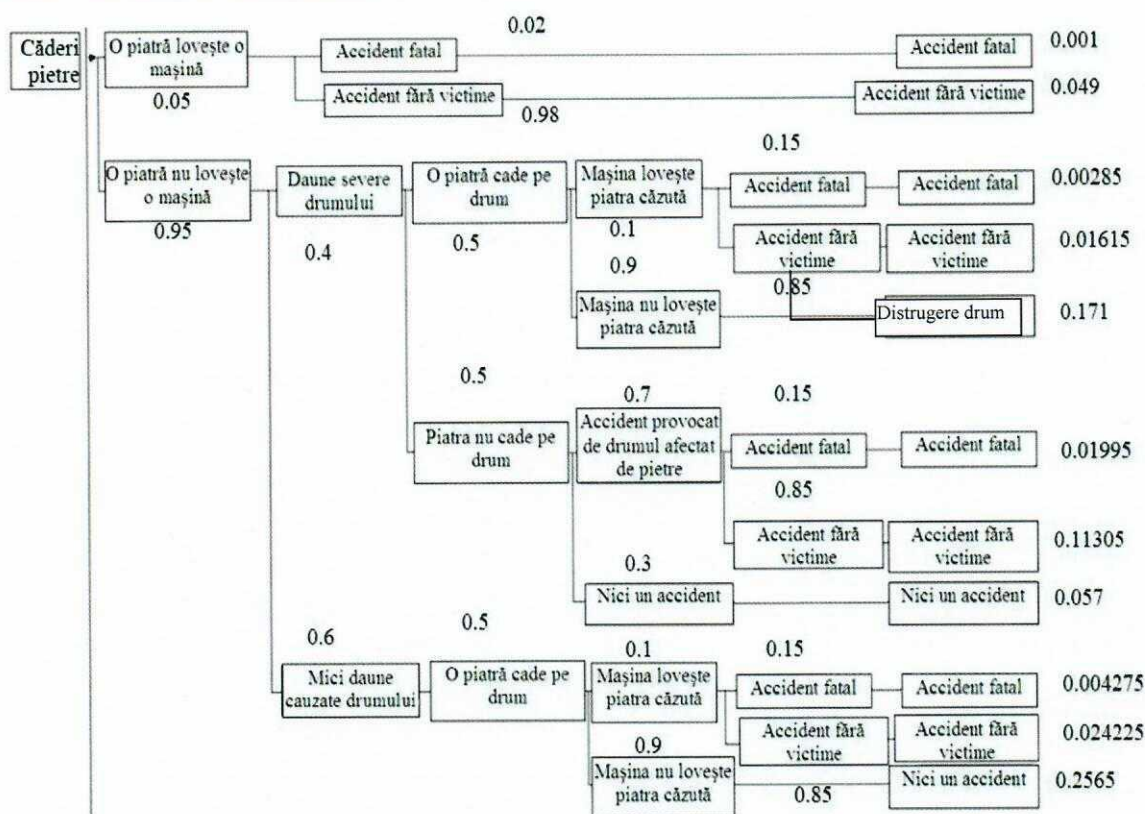 0.02
Căderi
pietre
O piatră lovește o
mașină
0.05
Accident fatal
Accident fatal
0.001
Accident fără victime
0.98
Accident fără victime
0.049
O piatră nu lovește
o mașină
0.95
Daune severe
drumului
0.4
O piatră cade pe
drum
0.5
Mașina lovește
piatra căzută
0.1
0.15
Accident fatal
Accident fatal
0.00285
Accident fără
victime
0.85
Accident fără
victime
0.01615
0.9
Mașina nu lovește
piatra căzută
Distrugere drum
0.171
0.5
Piatra nu cade pe
drum
0.7
Accident provocat
de drumul afectat
de pietre
0.15
Accident fatal
Accident fatal
0.01995
0.85
Accident fără
victime
Accident fără
victime
0.11305
0.3
Nici un accident
Nici un accident
0.057
0.6
Mici daune
cauzate drumului
0.5
O piatră cade pe
drum
0.1
Mașina lovește
piatra căzută
0.15
Accident fatal
Accident fatal
0.004275
Accident fără
victime
Accident fără
victime
0.024225
0.9
Mașina nu lovește
piatra căzută
0.85
Nici un accident
0.2565